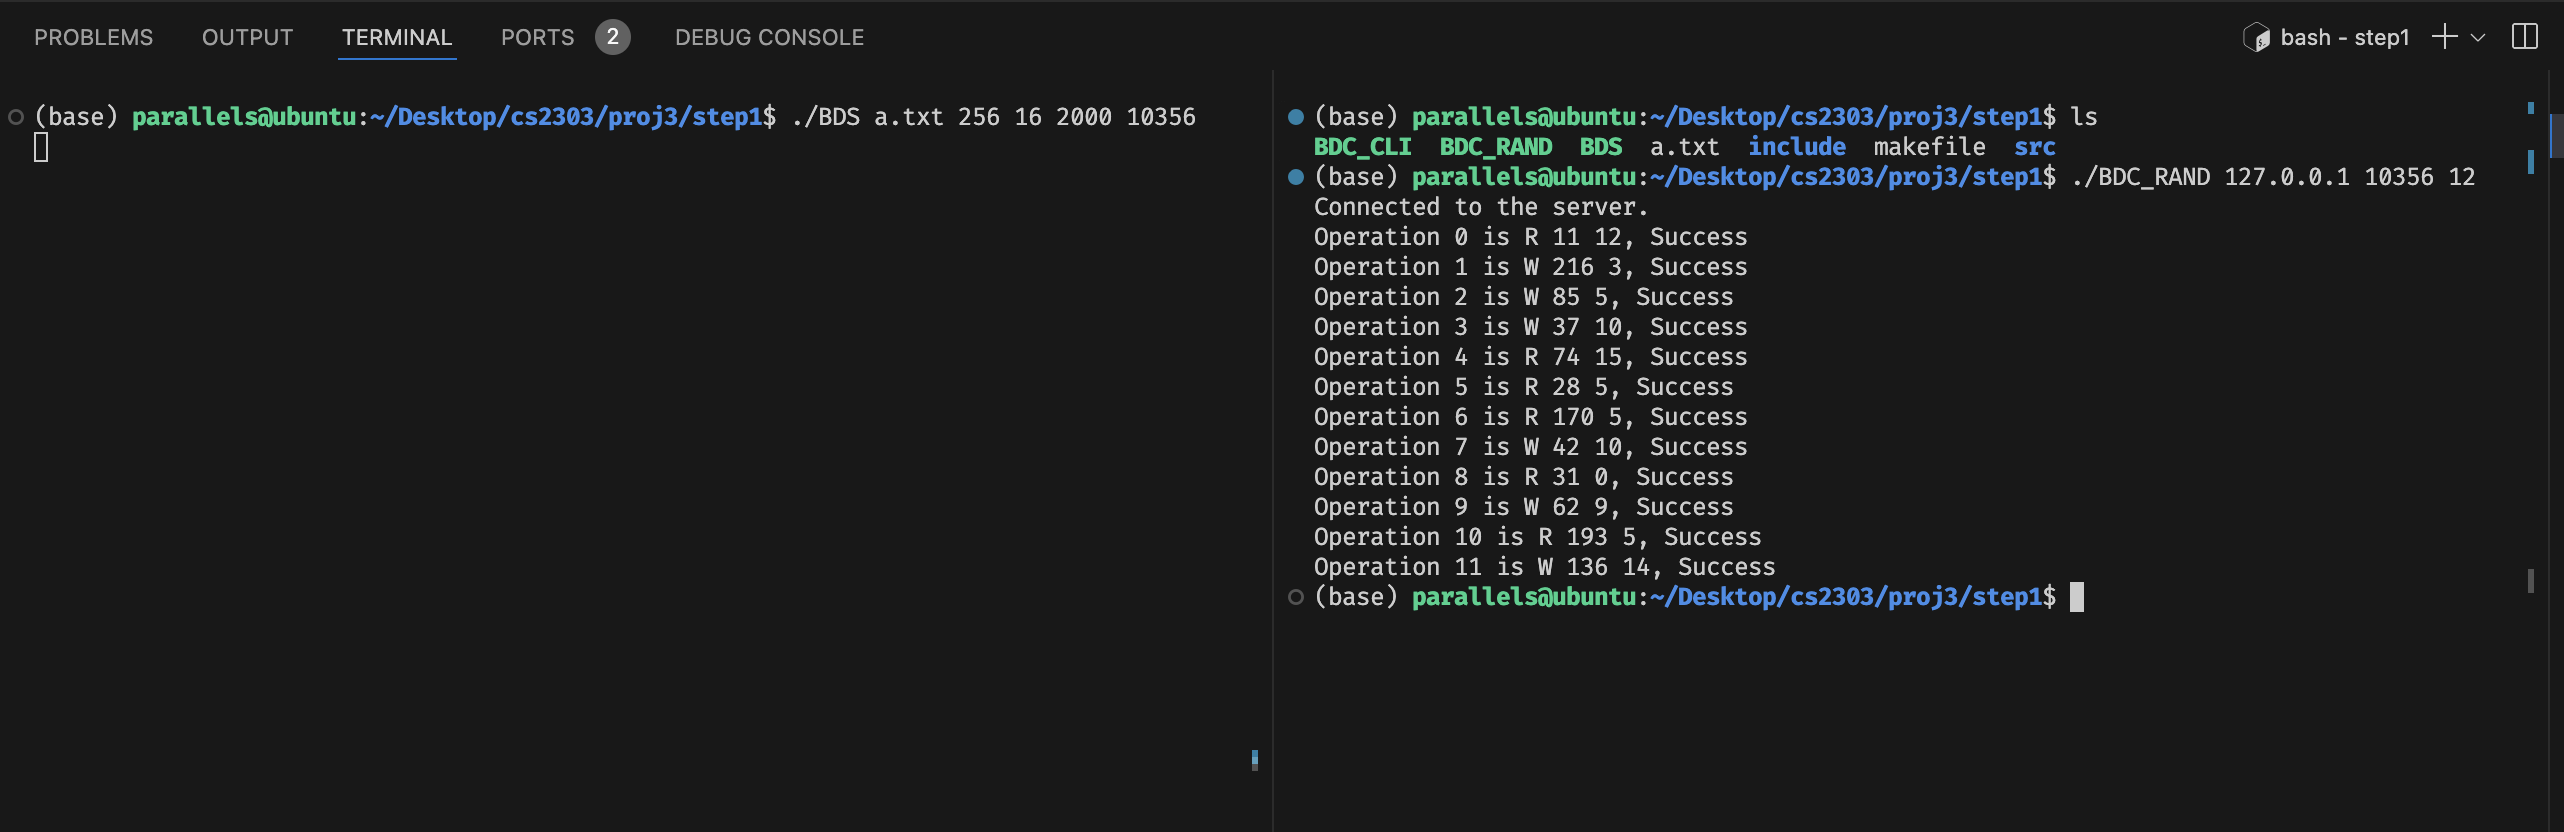 PROBLEMS OUTPUT TERMINAL PORTS 2 DEBUG CONSOLE bash - step1
(base) parallels@ubuntu:~/Desktop/cs2303/proj3/step1$ ./BDS a.txt 256 16 2000 10356
(base) parallels@ubuntu:~/Desktop/cs2303/proj3/step1$ ls
BDC_CLI BDC_RAND BDS a.txt include makefile src
(base) parallels@ubuntu:~/Desktop/cs2303/proj3/step1$ ./BDC_RAND 127.0.0.1 10356 12
Connected to the server.
Operation 0 is R 11 12, Success
Operation 1 is W 216 3, Success
Operation 2 is W 85 5, Success
Operation 3 is W 37 10, Success
Operation 4 is R 74 15, Success
Operation 5 is R 28 5, Success
Operation 6 is R 170 5, Success
Operation 7 is W 42 10, Success
Operation 8 is R 31 0, Success
Operation 9 is W 62 9, Success
Operation 10 is R 193 5, Success
Operation 11 is W 136 14, Success
(base) parallels@ubuntu:~/Desktop/cs2303/proj3/step1$